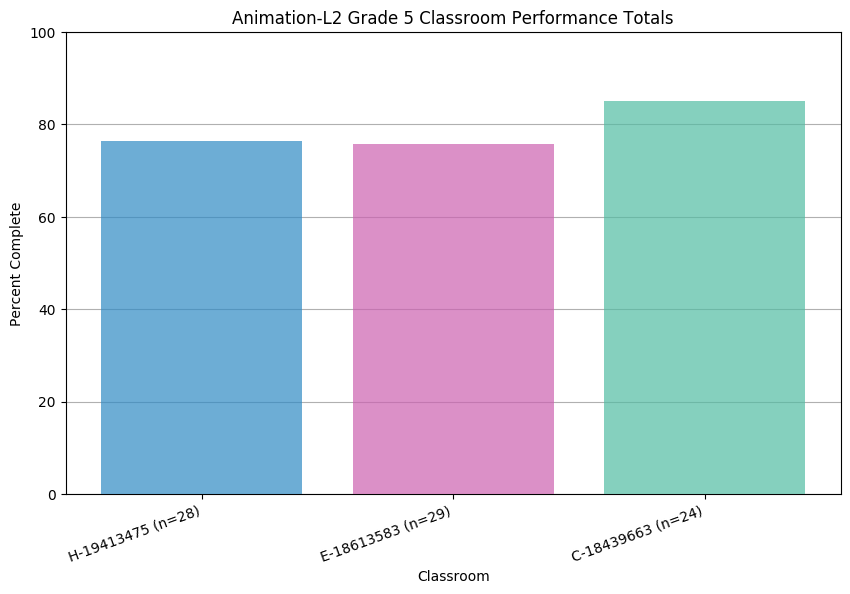 Animation-L2 Grade 5 Classroom Performance Totals
100
80
60
40
20
0
Percent Complete
H-19413475 (n=28)
E-18613583 (n=29)
C-18439663 (n=24)
Classroom